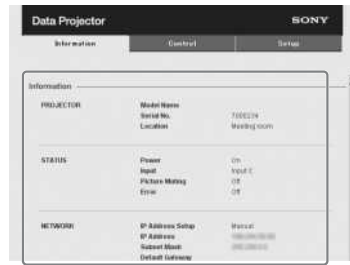 Data Projector SONY
Information Control Setup
Information
PROJECTOR Model Name
Serial No. 7000234
Location Meeting room
STATUS Power On
Input Input C
Picture Muting Off
Error Off
NETWORK IP Address Setup Manual
IP Address
Subnet Mask
Default Gateway